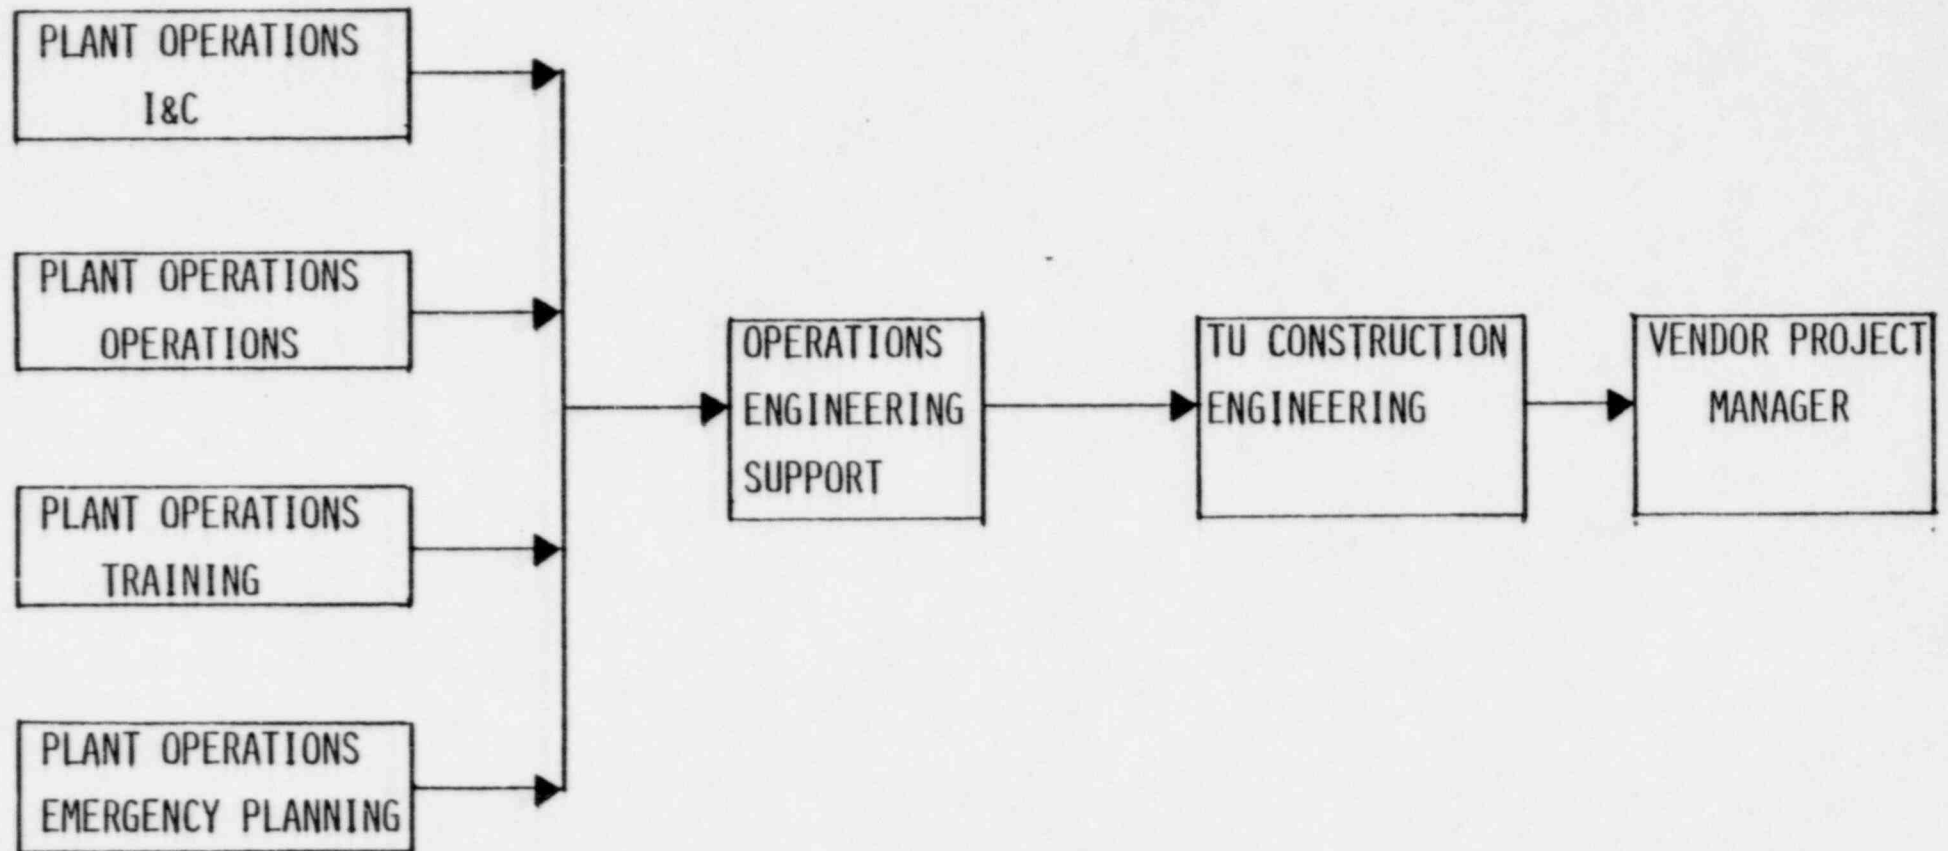 PLANT OPERATIONS
I&C
PLANT OPERATIONS
OPERATIONS
PLANT OPERATIONS
TRAINING
PLANT OPERATIONS
EMERGENCY PLANNING
OPERATIONS
ENGINEERING
SUPPORT
TU CONSTRUCTION
ENGINEERING
VENDOR PROJECT
MANAGER